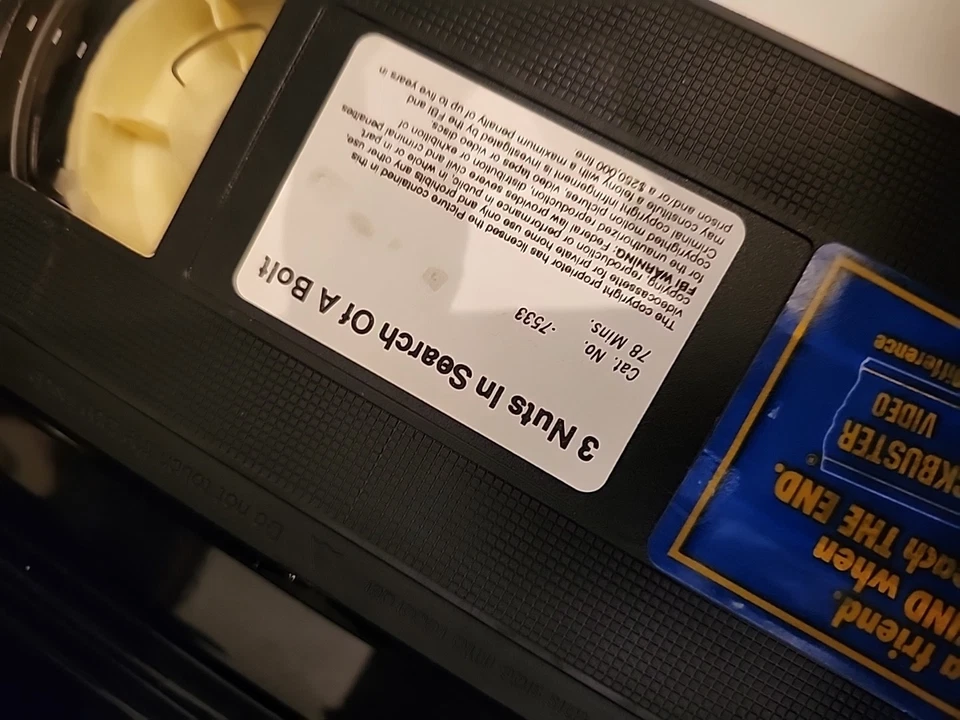 3 Nuts In Search Of A Bolt
Cat. No. .7533
78 Mins.
The copyright proprietor has licensed the Picture contained in this
videocassette for private home use only and prohibits any other use,
copying, reproduction or performance in public, in whole or in part.
FBI WARNING: Federal law provides severe civil and criminal penalties
for the unauthorized reproduction, distribution or exhibition of
copyrighted motion pictures, video tapes or video discs.
Criminal copyright infringement is investigated by the FBI and
may constitute a felony with a maximum penalty of up to five years in
prison and/or a $250,000 fine
a friend.
when
THE END.
VIDEO